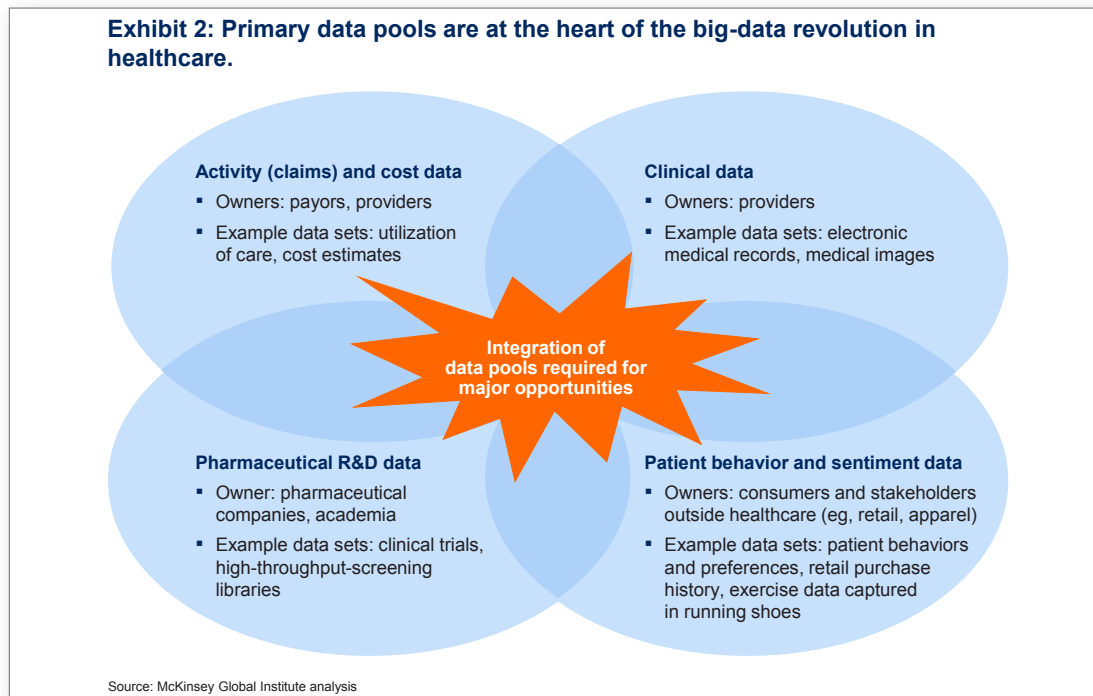 Exhibit 2: Primary data pools are at the heart of the big-data revolution in
healthcare.
Activity (claims) and cost data
▪ Owners: payors, providers
▪ Example data sets: utilization
of care, cost estimates
Clinical data
▪ Owners: providers
▪ Example data sets: electronic
medical records, medical images
Integration of
data pools required for
major opportunities
Pharmaceutical R&D data
▪ Owner: pharmaceutical
companies, academia
▪ Example data sets: clinical trials,
high-throughput-screening
libraries
Patient behavior and sentiment data
▪ Owners: consumers and stakeholders
outside healthcare (eg, retail, apparel)
▪ Example data sets: patient behaviors
and preferences, retail purchase
history, exercise data captured
in running shoes
Source: McKinsey Global Institute analysis